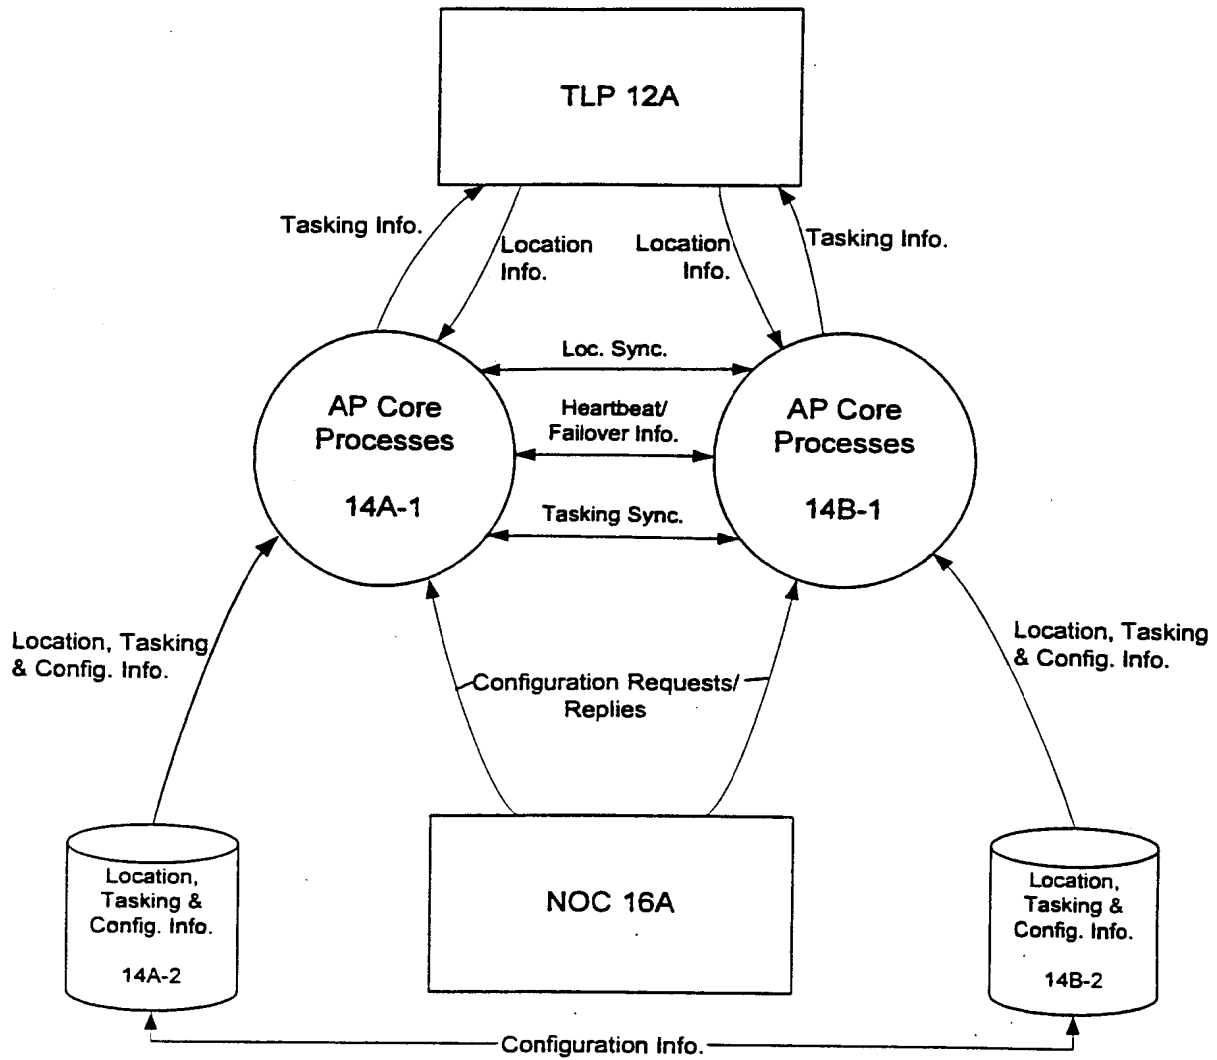 TLP 12A
Tasking Info.
Location
Info.
Location
Info.
Tasking Info.
Loc. Sync.
AP Core
Processes
14A-1
Heartbeat/
Failover Info.
AP Core
Processes
14B-1
Tasking Sync.
Location, Tasking
& Config. Info.
Configuration Requests/
Replies
Location, Tasking
& Config. Info.
Location,
Tasking &
Config. Info.
14A-2
NOC 16A
Location,
Tasking &
Config. Info.
14B-2
Configuration Info.